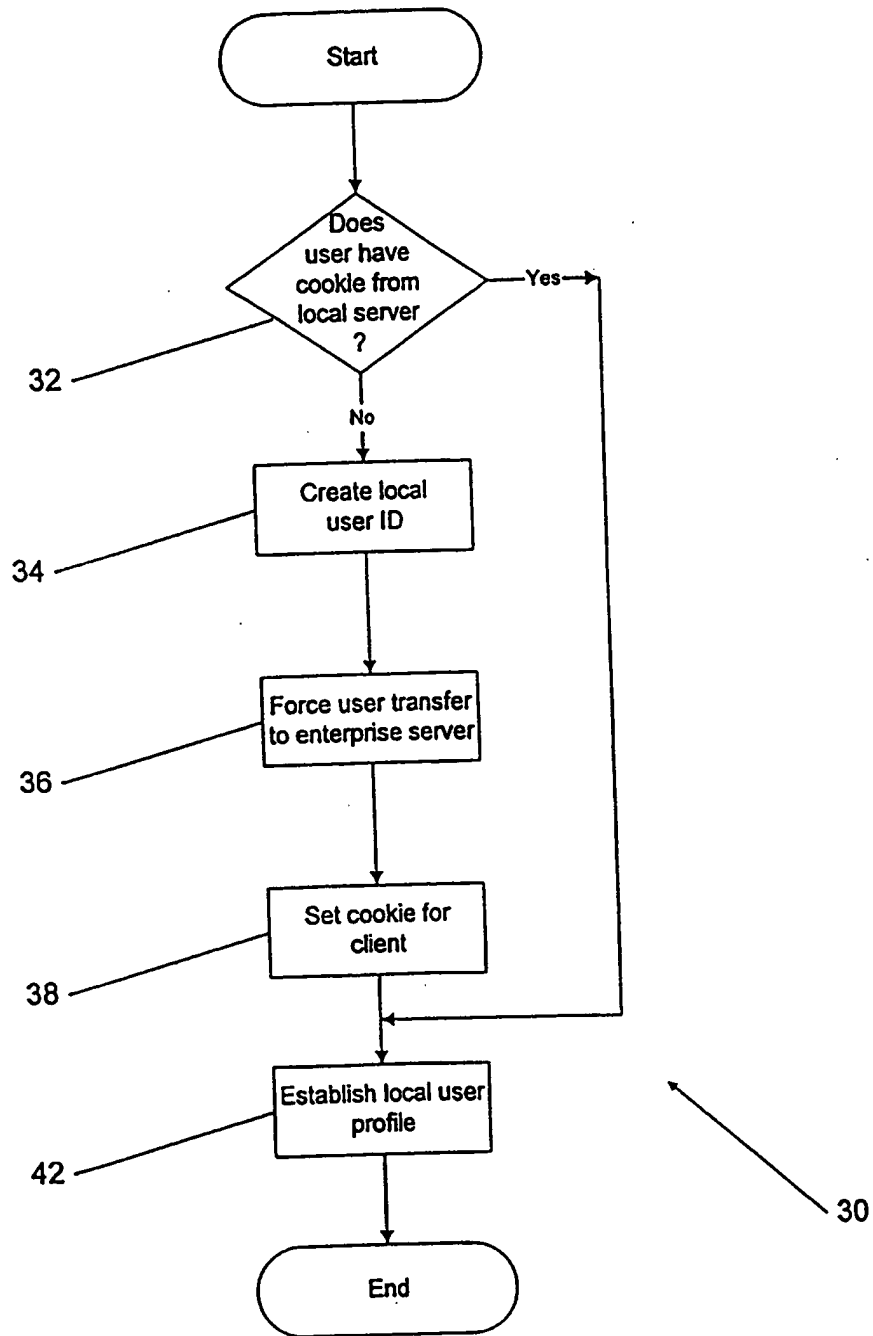 Start
Does
user have
cookie from
local server
?
Yes
32
No
Create local
user ID
34
Force user transfer
to enterprise server
36
Set cookie for
client
38
Establish local user
profile
42
30
End